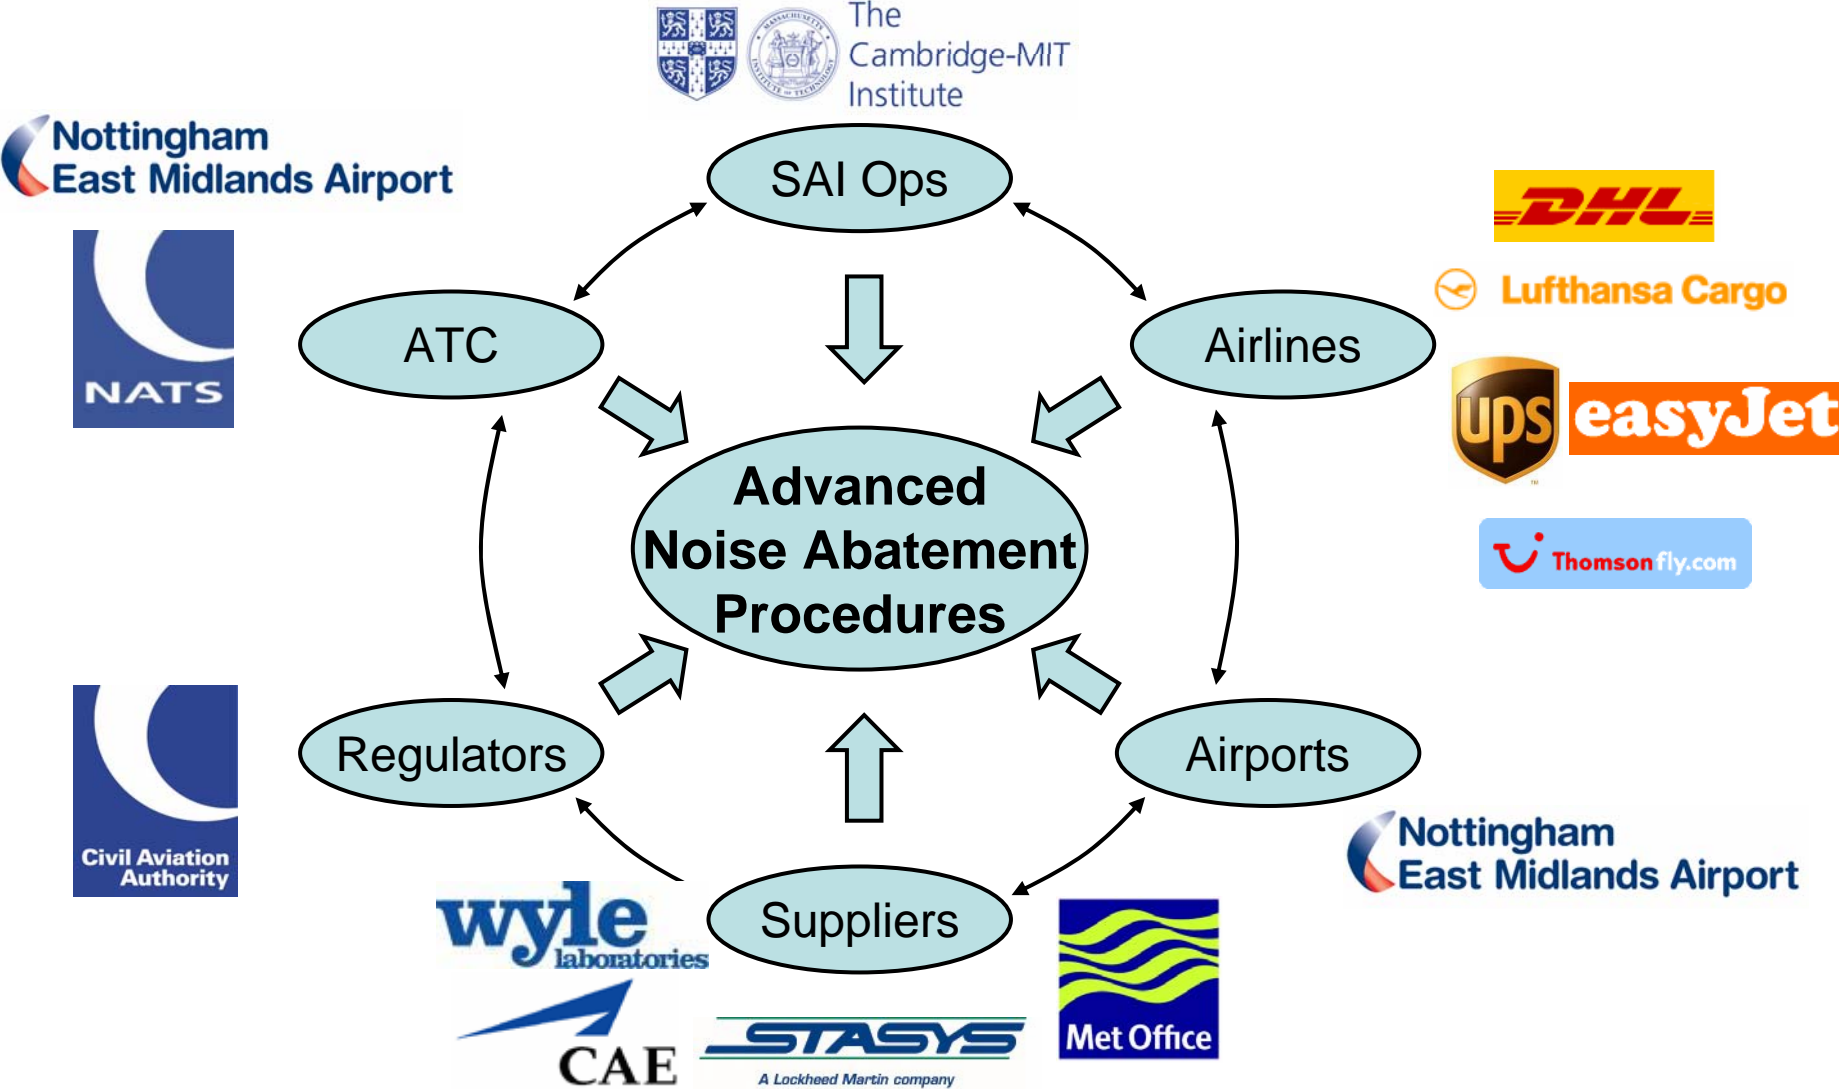 The
Cambridge-MIT
Institute
Nottingham
East Midlands Airport
SAI Ops
DHL
Lufthansa Cargo
NATS
ATC
Airlines
ups
TM
easyJet
Advanced
Noise Abatement
Procedures
Thomsonfly.com
Regulators
Airports
Civil Aviation
Authority
Nottingham
East Midlands Airport
wyle
laboratories
Suppliers
CAE
STASYS
A Lockheed Martin company
Met Office